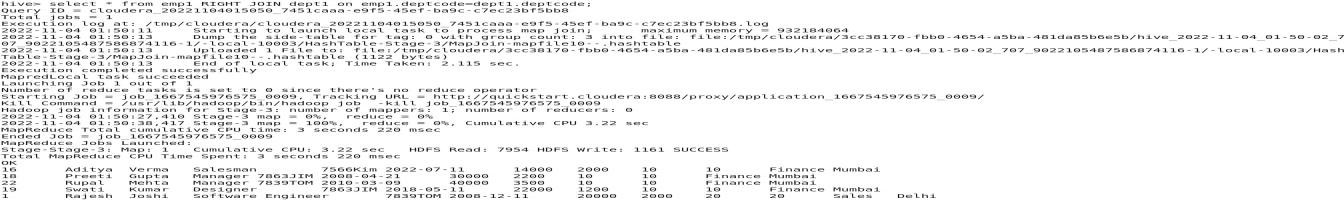 hive> select * from emp1 RIGHT JOIN dept1 on emp1.deptcode=dept1.deptcode;
Query ID = cloudera_20221104015050_7451caaa-e9f5-45ef-ba9c-c7ec23bf5bb8
Total jobs = 1
Execution log at: /tmp/cloudera/cloudera_20221104015050_7451caaa-e9f5-45ef-ba9c-c7ec23bf5bb8.log
2022-11-04 01:50:11 Starting to launch local task to process map join; maximum memory = 932184064
2022-11-04 01:50:13 Dump the side-table for tag: 0 with group count: 3 into file: file:/tmp/cloudera/3cc38170-fbb0-4654-a5ba-481da85b6e5b/hive_2022-11-04_01-50-02_7
07_9022105487586874116-1/-local-10003/HashTable-Stage-3/MapJoin-mapfile10--.hashtable
2022-11-04 01:50:13 Uploaded 1 File to: file:/tmp/cloudera/3cc38170-fbb0-4654-a5ba-481da85b6e5b/hive_2022-11-04_01-50-02_707_9022105487586874116-1/-local-10003/Hash
Table-Stage-3/MapJoin-mapfile10--.hashtable (1122 bytes)
2022-11-04 01:50:13 End of local task; Time Taken: 2.115 sec.
Execution completed successfully
MapredLocal task succeeded
Launching Job 1 out of 1
Number of reduce tasks is set to 0 since there's no reduce operator
Starting Job = job_1667545976575_0009, Tracking URL = http://quickstart.cloudera:8088/proxy/application_1667545976575_0009/
Kill Command = /usr/lib/hadoop/bin/hadoop job -kill job_1667545976575_0009
Hadoop job information for Stage-3: number of mappers: 1; number of reducers: 0
2022-11-04 01:50:27,410 Stage-3 map = 0%, reduce = 0%
2022-11-04 01:50:38,417 Stage-3 map = 100%, reduce = 0%, Cumulative CPU 3.22 sec
MapReduce Total cumulative CPU time: 3 seconds 220 msec
Ended Job = job_1667545976575_0009
MapReduce Jobs Launched:
Stage-Stage-3: Map: 1 Cumulative CPU: 3.22 sec HDFS Read: 7954 HDFS Write: 1161 SUCCESS
Total MapReduce CPU Time Spent: 3 seconds 220 msec
OK
16 Aditya Verma Salesman 7566Kim 2022-07-11 14000 2000 10 10 Finance Mumbai
18 Preeti Gupta Manager 7863JIM 2008-04-21 30000 2200 10 10 Finance Mumbai
22 Rupal Mehta Manager 7839TOM 2010-03-09 40000 3500 10 10 Finance Mumbai
19 Swati Kumar Designer 7863JIM 2018-05-11 22000 1200 10 10 Finance Mumbai
1 Rajesh Joshi Software Engineer 7839TOM 2008-12-11 20000 2000 20 20 Sales Delhi